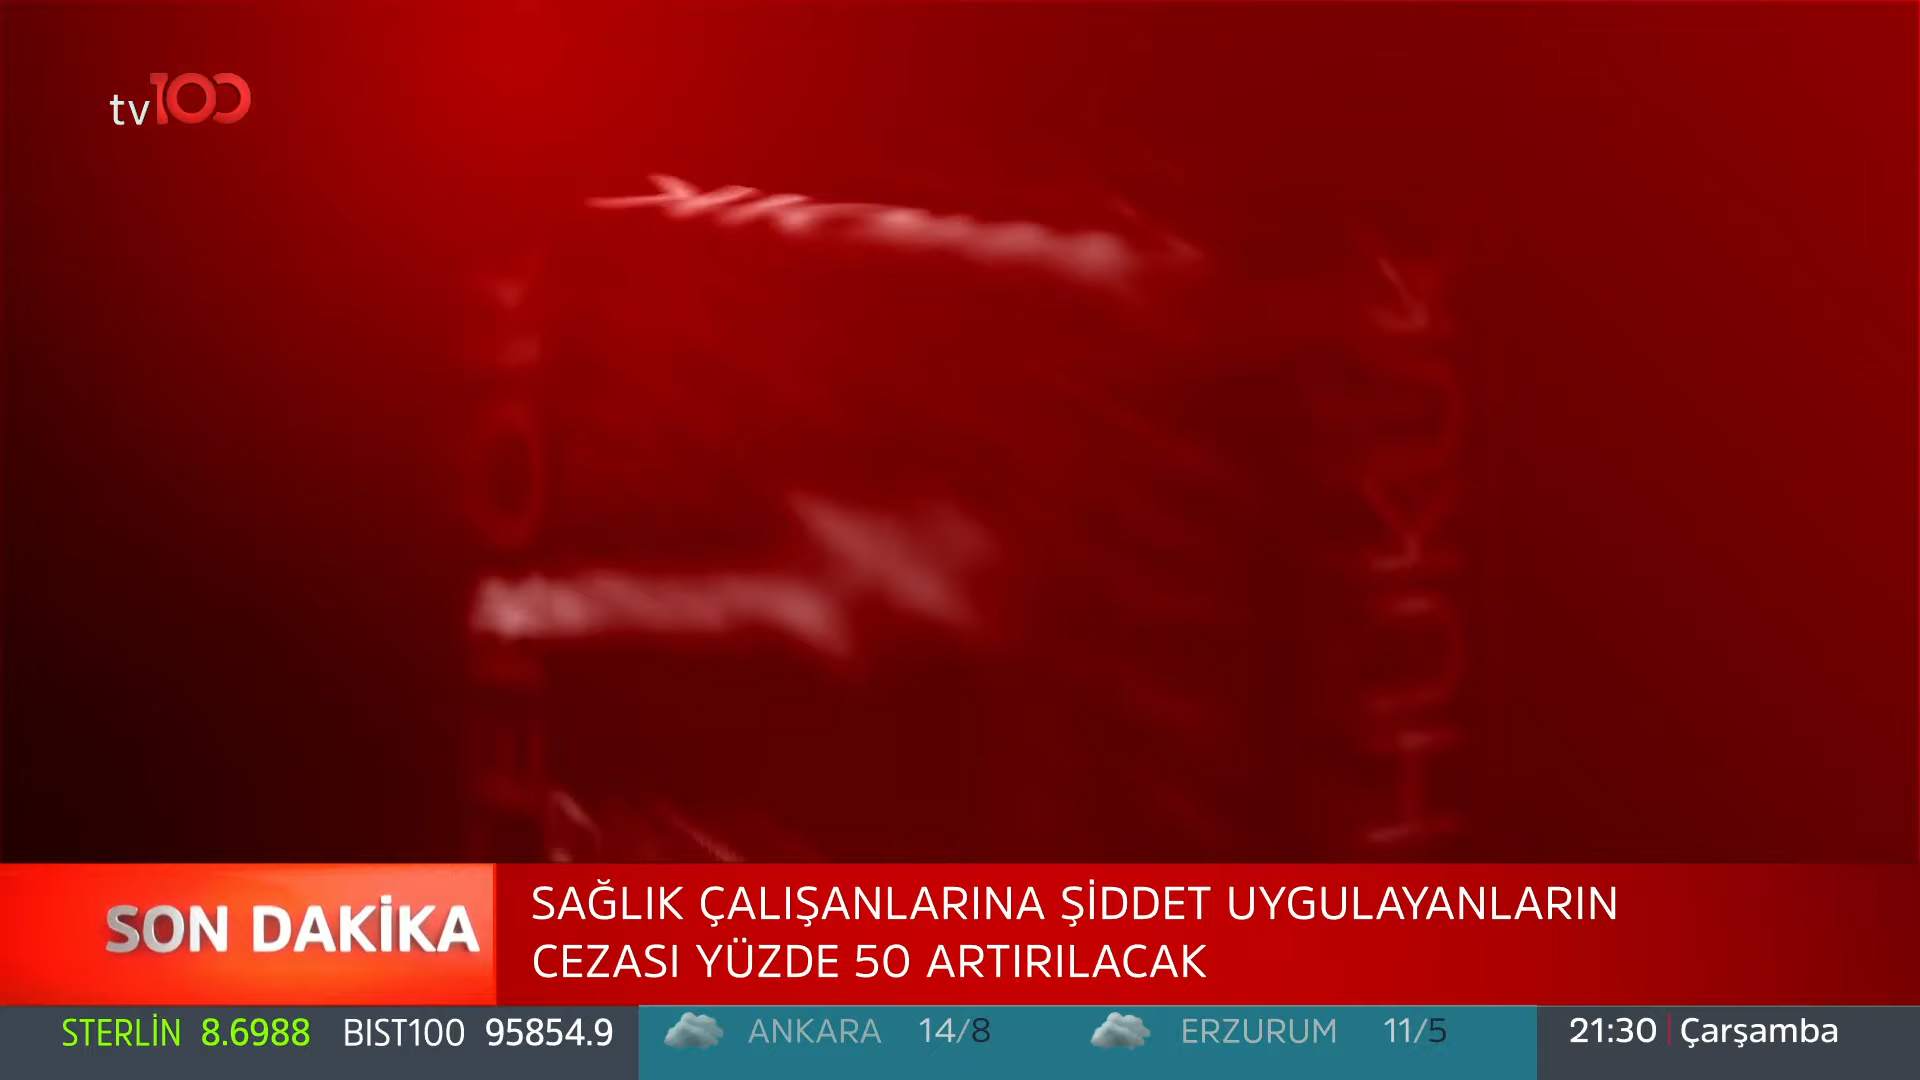 tv100
HUKUK
SON DAKİKA
SAĞLIK ÇALIŞANLARINA ŞİDDET UYGULAYANLARIN
CEZASI YÜZDE 50 ARTIRILACAK
STERLİN 8.6988 BIST100 95854.9 ANKARA 14/8 ERZURUM 11/5 21:30 Çarşamba